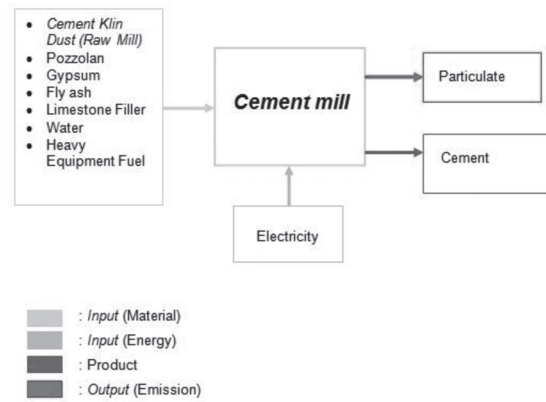 • Cement Klin
Dust (Raw Mill)
• Pozzolan
• Gypsum
• Fly ash
• Limestone Filler
• Water
• Heavy
Equipment Fuel
Cement mill
Particulate
Cement
Electricity
: Input (Material)
: Input (Energy)
: Product
: Output (Emission)